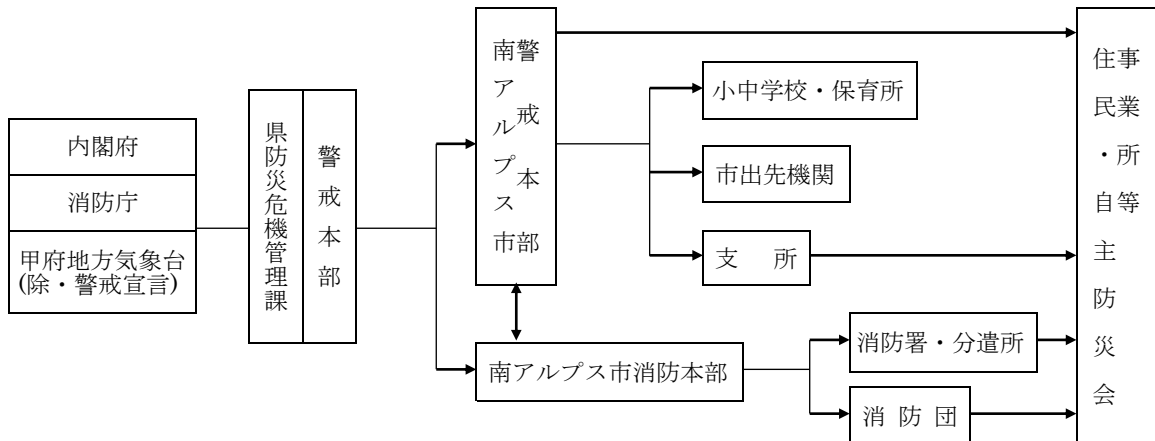 内閣府
消防庁
甲府地方気象台
(除・警戒宣言)
県防災危機管理課
警戒本部
南アルプス市
警戒本部
小中学校・保育所
市出先機関
支　所
南アルプス市消防本部
消防署・分遣所
消 防 団
住民・自主防災会
事業所等